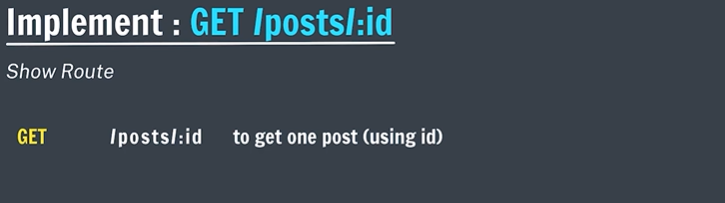 Implement : GET /posts/:id
Show Route
GET /posts/:id to get one post (using id)